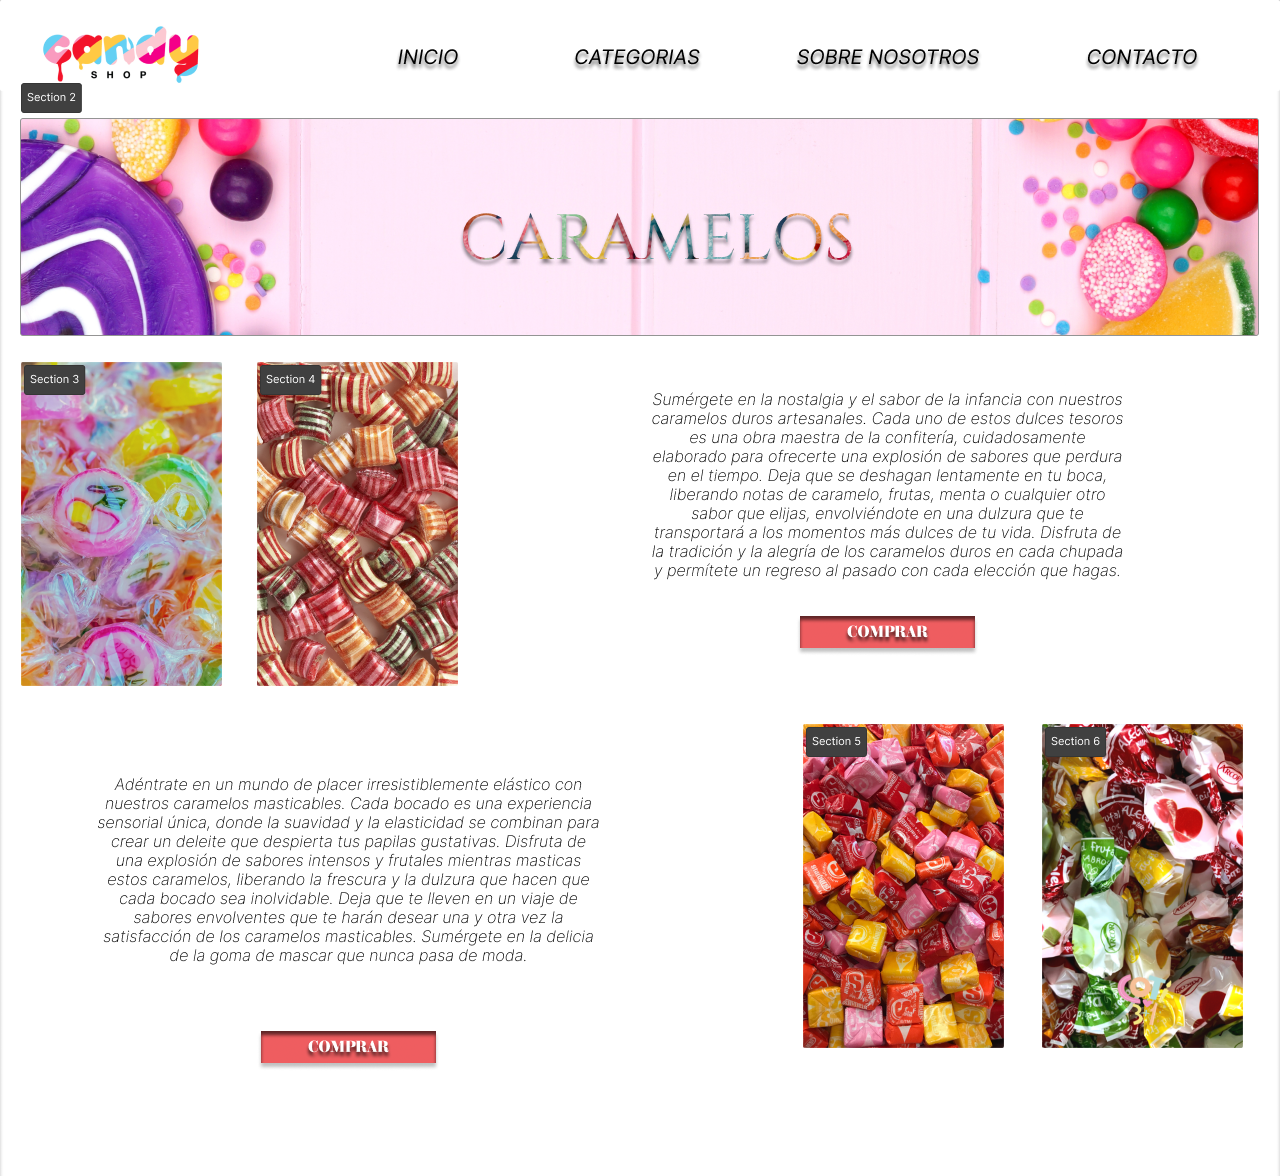 candy
SHOP
INICIO
CATEGORIAS
SOBRE NOSOTROS
CONTACTO
Section 2
CARAMELOS
Section 3
Section 4
Sumérgete en la nostalgia y el sabor de la infancia con nuestros
caramelos duros artesanales. Cada uno de estos dulces tesoros
es una obra maestra de la confitería, cuidadosamente
elaborado para ofrecerte una explosión de sabores que perdura
en el tiempo. Deja que se deshagan lentamente en tu boca,
liberando notas de caramelo, frutas, menta o cualquier otro
sabor que elijas, envolviéndote en una dulzura que te
transportará a los momentos más dulces de tu vida. Disfruta de
la tradición y la alegría de los caramelos duros en cada chupada
y permítete un regreso al pasado con cada elección que hagas.
COMPRAR
Section 5
Section 6
Adéntrate en un mundo de placer irresistiblemente elástico con
nuestros caramelos masticables. Cada bocado es una experiencia
sensorial única, donde la suavidad y la elasticidad se combinan para
crear un deleite que despierta tus papilas gustativas. Disfruta de
una explosión de sabores intensos y frutales mientras masticas
estos caramelos, liberando la frescura y la dulzura que hacen que
cada bocado sea inolvidable. Deja que te lleven en un viaje de
sabores envolventes que te harán desear una y otra vez la
satisfacción de los caramelos masticables. Sumérgete en la delicia
de la goma de mascar que nunca pasa de moda.
COMPRAR